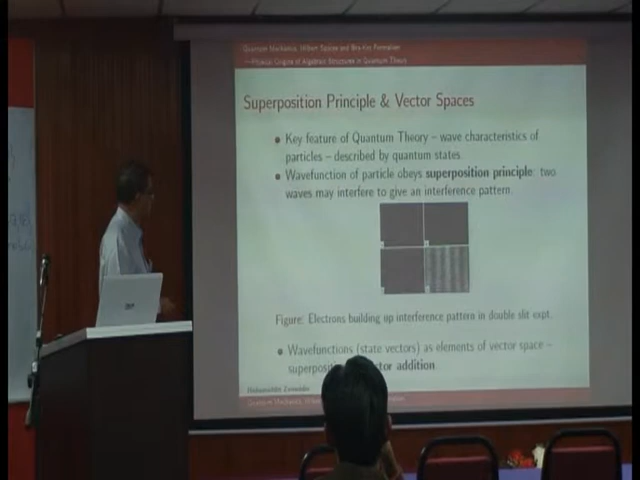 Quantum Mechanics, Hilbert Spaces and Bra-Ket Formalism
Physical Origins of Algebraic Structures in Quantum Theory
Superposition Principle & Vector Spaces
Key feature of Quantum Theory – wave characteristics of
particles – described by quantum states.
Wavefunction of particle obeys superposition principle: two
waves may interfere to give an interference pattern.
Figure: Electrons building up interference pattern in double slit expt.
Wavefunctions (state vectors) as elements of vector space –
addition.
Quantum